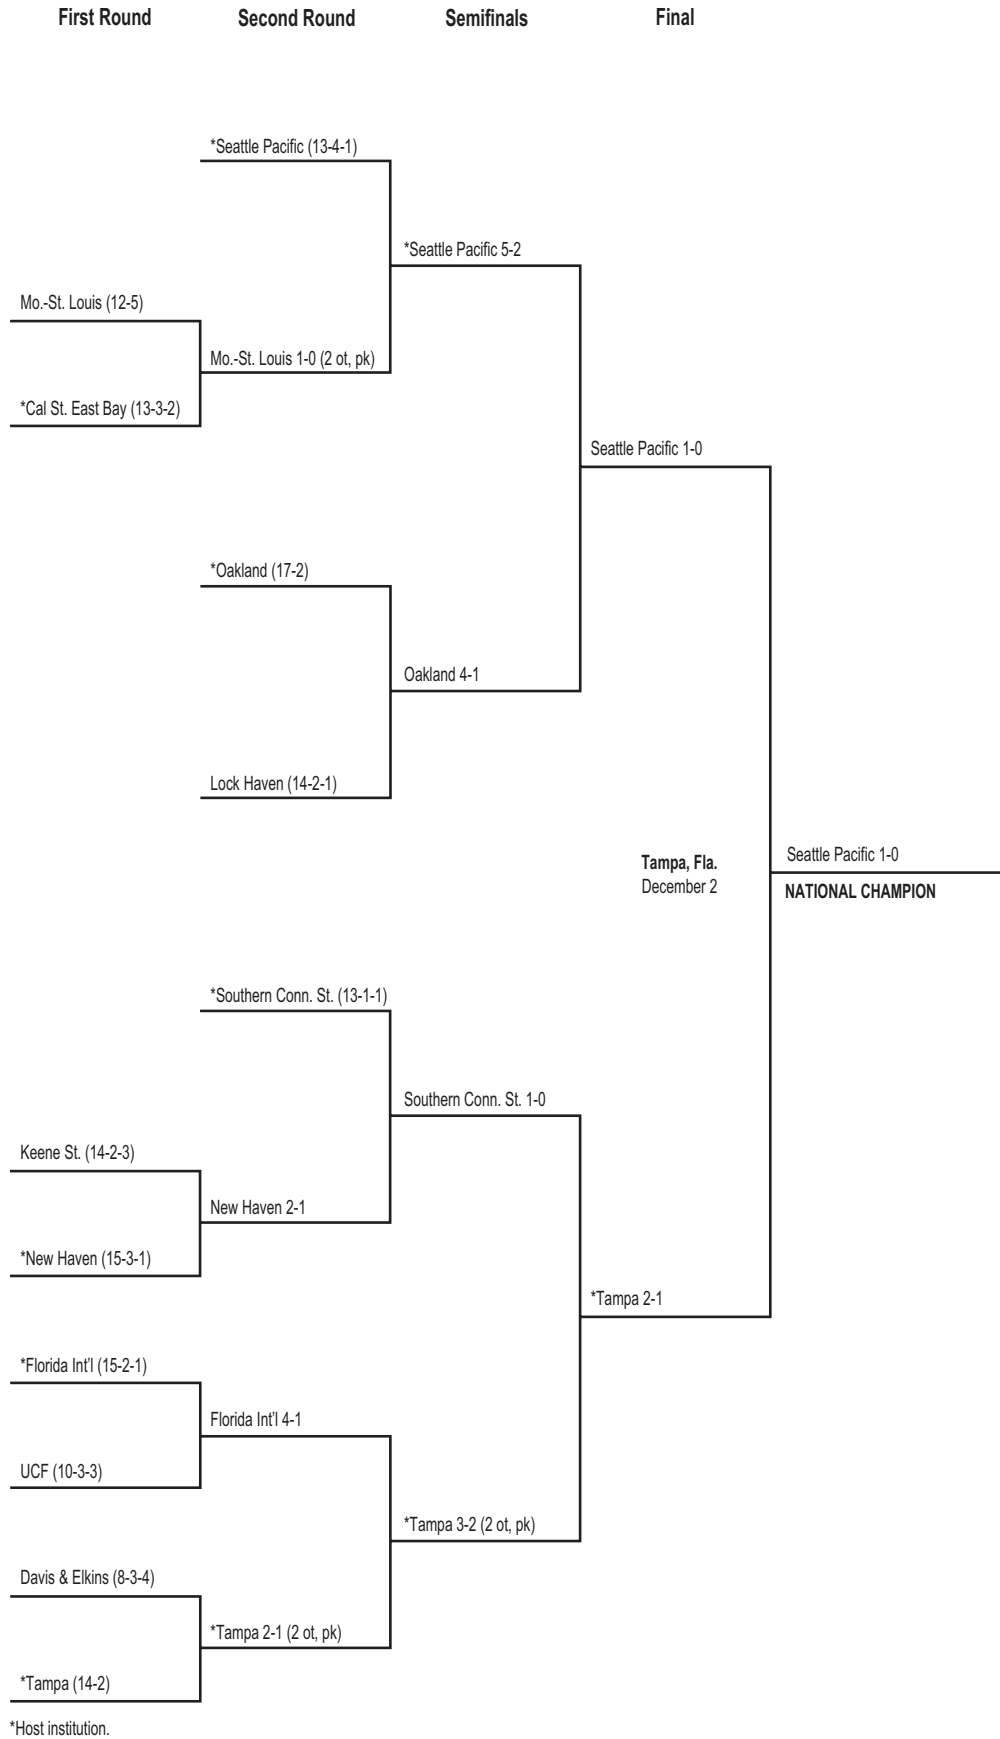 First Round
Second Round
Semifinals
Final
*Seattle Pacific (13-4-1)
*Seattle Pacific 5-2
Mo.-St. Louis (12-5)
Mo.-St. Louis 1-0 (2 ot, pk)
*Cal St. East Bay (13-3-2)
Seattle Pacific 1-0
*Oakland (17-2)
Oakland 4-1
Lock Haven (14-2-1)
Tampa, Fla.
December 2
Seattle Pacific 1-0
NATIONAL CHAMPION
*Southern Conn. St. (13-1-1)
Southern Conn. St. 1-0
Keene St. (14-2-3)
New Haven 2-1
*New Haven (15-3-1)
*Tampa 2-1
*Florida Int'l (15-2-1)
Florida Int'l 4-1
UCF (10-3-3)
*Tampa 3-2 (2 ot, pk)
Davis & Elkins (8-3-4)
*Tampa 2-1 (2 ot, pk)
*Tampa (14-2)
*Host institution.